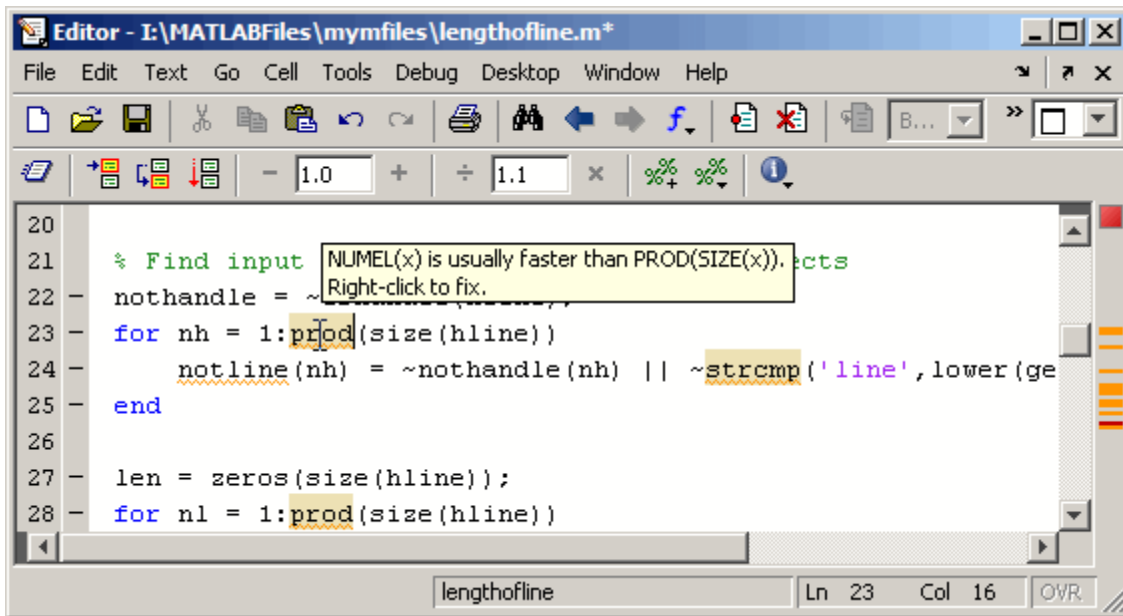 Editor - I:\MATLABFiles\mymfiles\lengthofline.m*
File Edit Text Go Cell Tools Debug Desktop Window Help
B...
1.0 1.1
20
21 % Find input cts
NUMEL(x) is usually faster than PROD(SIZE(x)).
Right-click to fix.
22 – nothandle = ~
23 – for nh = 1:prod(size(hline))
24 – notline(nh) = ~nothandle(nh) || ~strcmp('line',lower(ge
25 – end
26
27 – len = zeros(size(hline));
28 – for nl = 1:prod(size(hline))
lengthofline Ln 23 Col 16 OVR